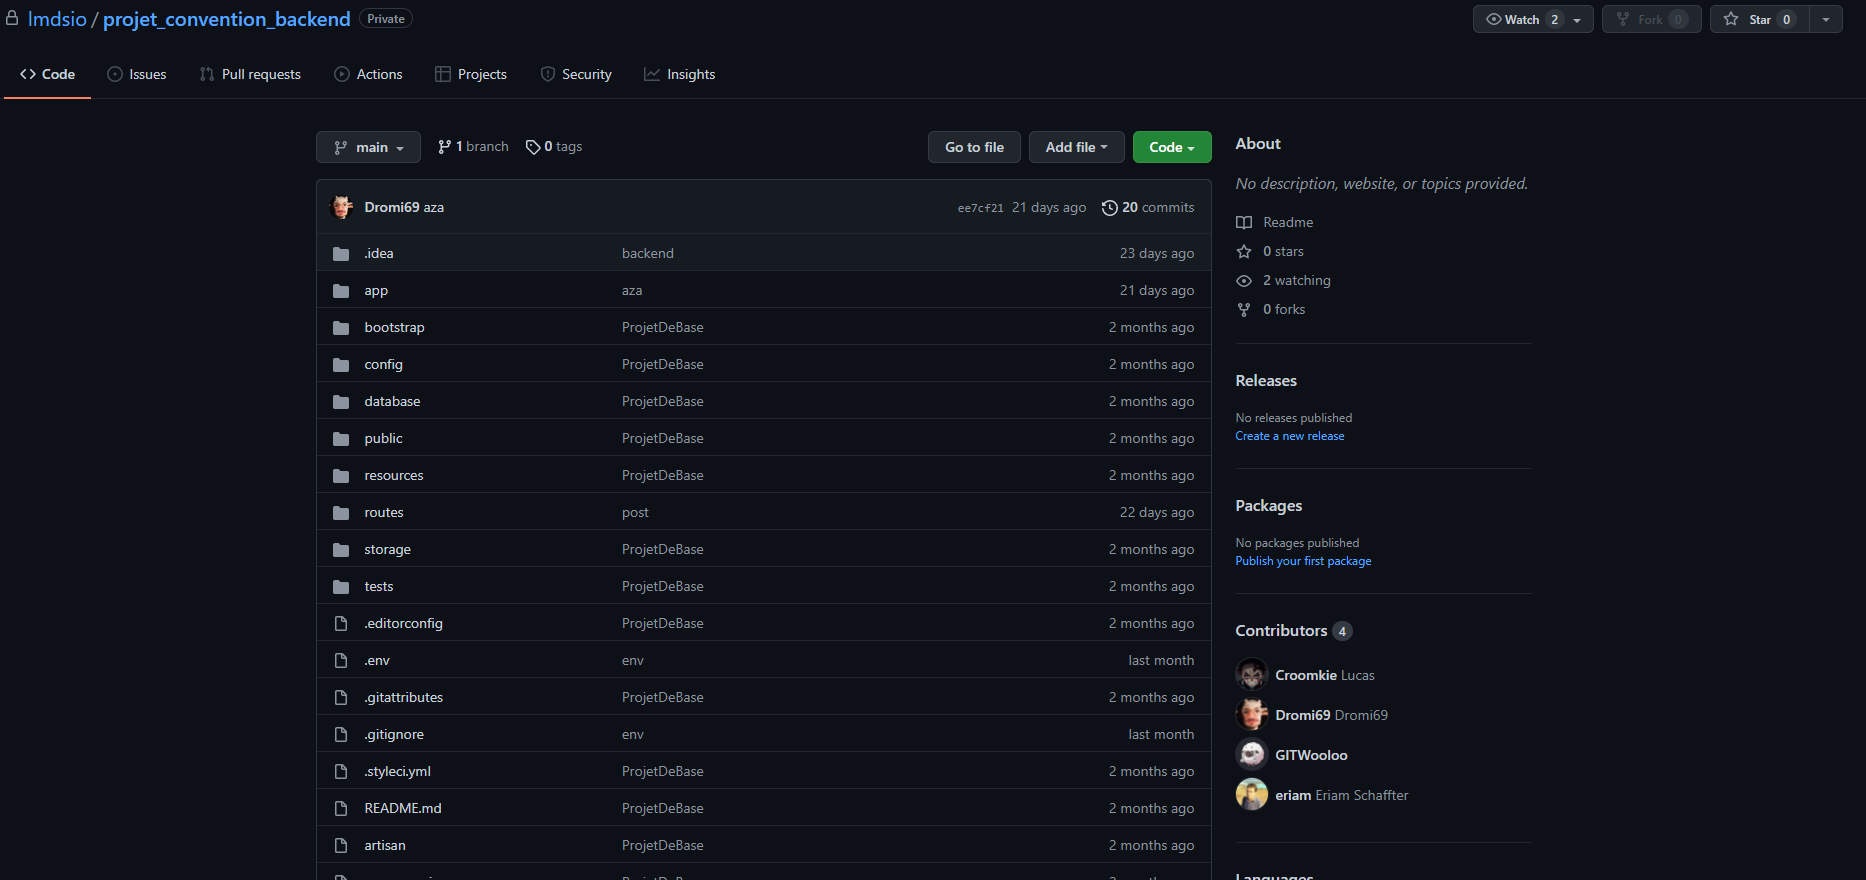 lmdsio / projet_convention_backend Private
Watch 2 Fork 0 Star 0
Code Issues Pull requests Actions Projects Security Insights
main 1 branch 0 tags Go to file Add file Code
Dromi69 aza ee7cf21 21 days ago 20 commits
.idea backend 23 days ago
app aza 21 days ago
bootstrap ProjetDeBase 2 months ago
config ProjetDeBase 2 months ago
database ProjetDeBase 2 months ago
public ProjetDeBase 2 months ago
resources ProjetDeBase 2 months ago
routes post 22 days ago
storage ProjetDeBase 2 months ago
tests ProjetDeBase 2 months ago
.editorconfig ProjetDeBase 2 months ago
.env env last month
.gitattributes ProjetDeBase 2 months ago
.gitignore env last month
.styleci.yml ProjetDeBase 2 months ago
README.md ProjetDeBase 2 months ago
artisan ProjetDeBase 2 months ago
About
No description, website, or topics provided.
Readme
0 stars
2 watching
0 forks
Releases
No releases published
Create a new release
Packages
No packages published
Publish your first package
Contributors 4
Croomkie Lucas
Dromi69 Dromi69
GITWooloo
eriam Eriam Schaffter
Languages